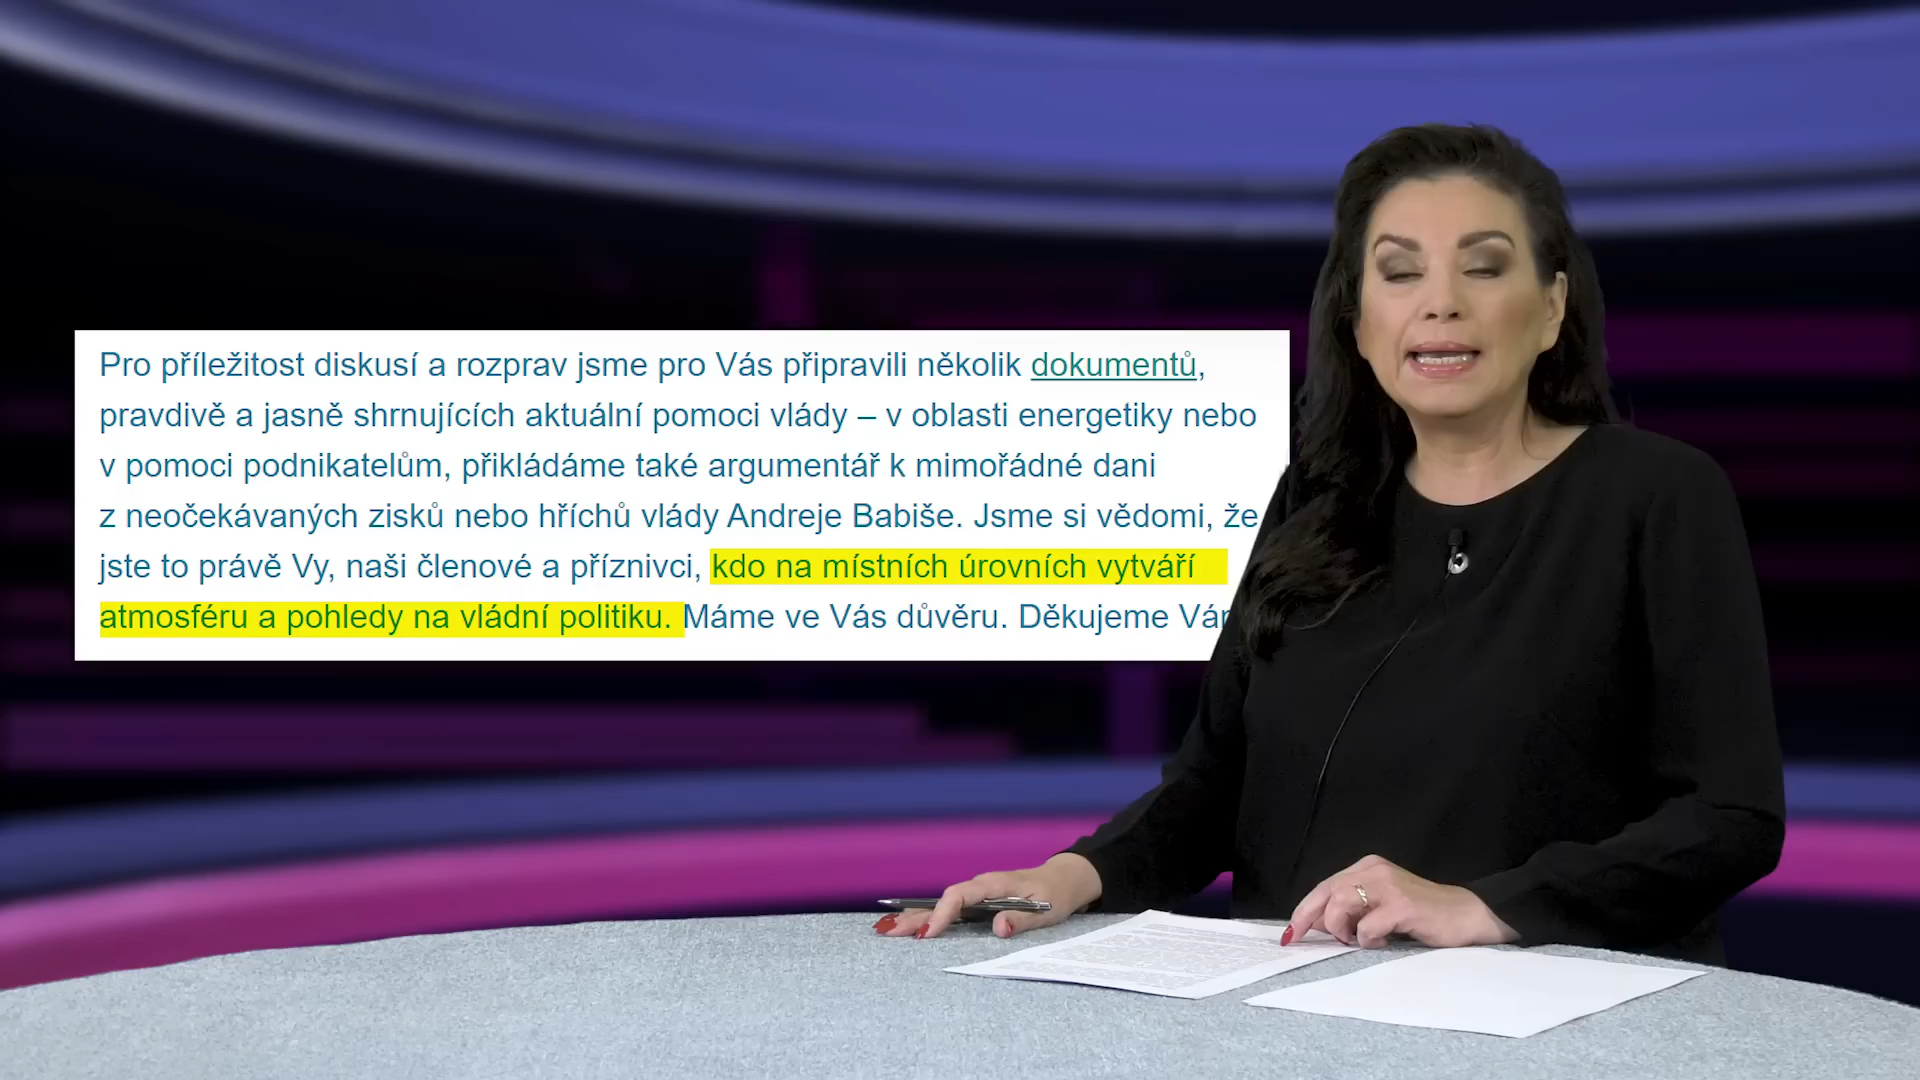 Pro příležitost diskusí a rozprav jsme pro Vás připravili několik dokumentů,
pravdivě a jasně shrnujících aktuální pomoci vlády – v oblasti energetiky nebo
v pomoci podnikatelům, přikládáme také argumentář k mimořádné dani
z neočekávaných zisků nebo hříchů vlády Andreje Babiše. Jsme si vědomi, že
jste to právě Vy, naši členové a příznivci, kdo na místních úrovních vytváří
atmosféru a pohledy na vládní politiku. Máme ve Vás důvěru. Děkujeme